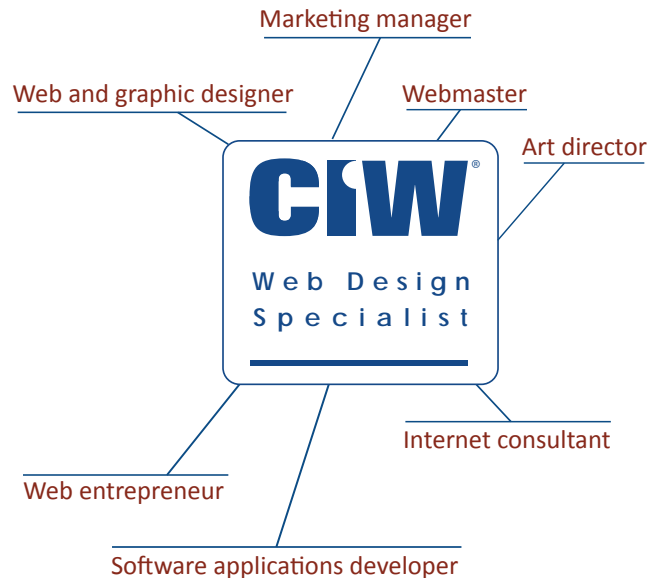 Marketing manager
Web and graphic designer
Webmaster
Art director
CIW®
Web Design
Specialist
Internet consultant
Web entrepreneur
Software applications developer